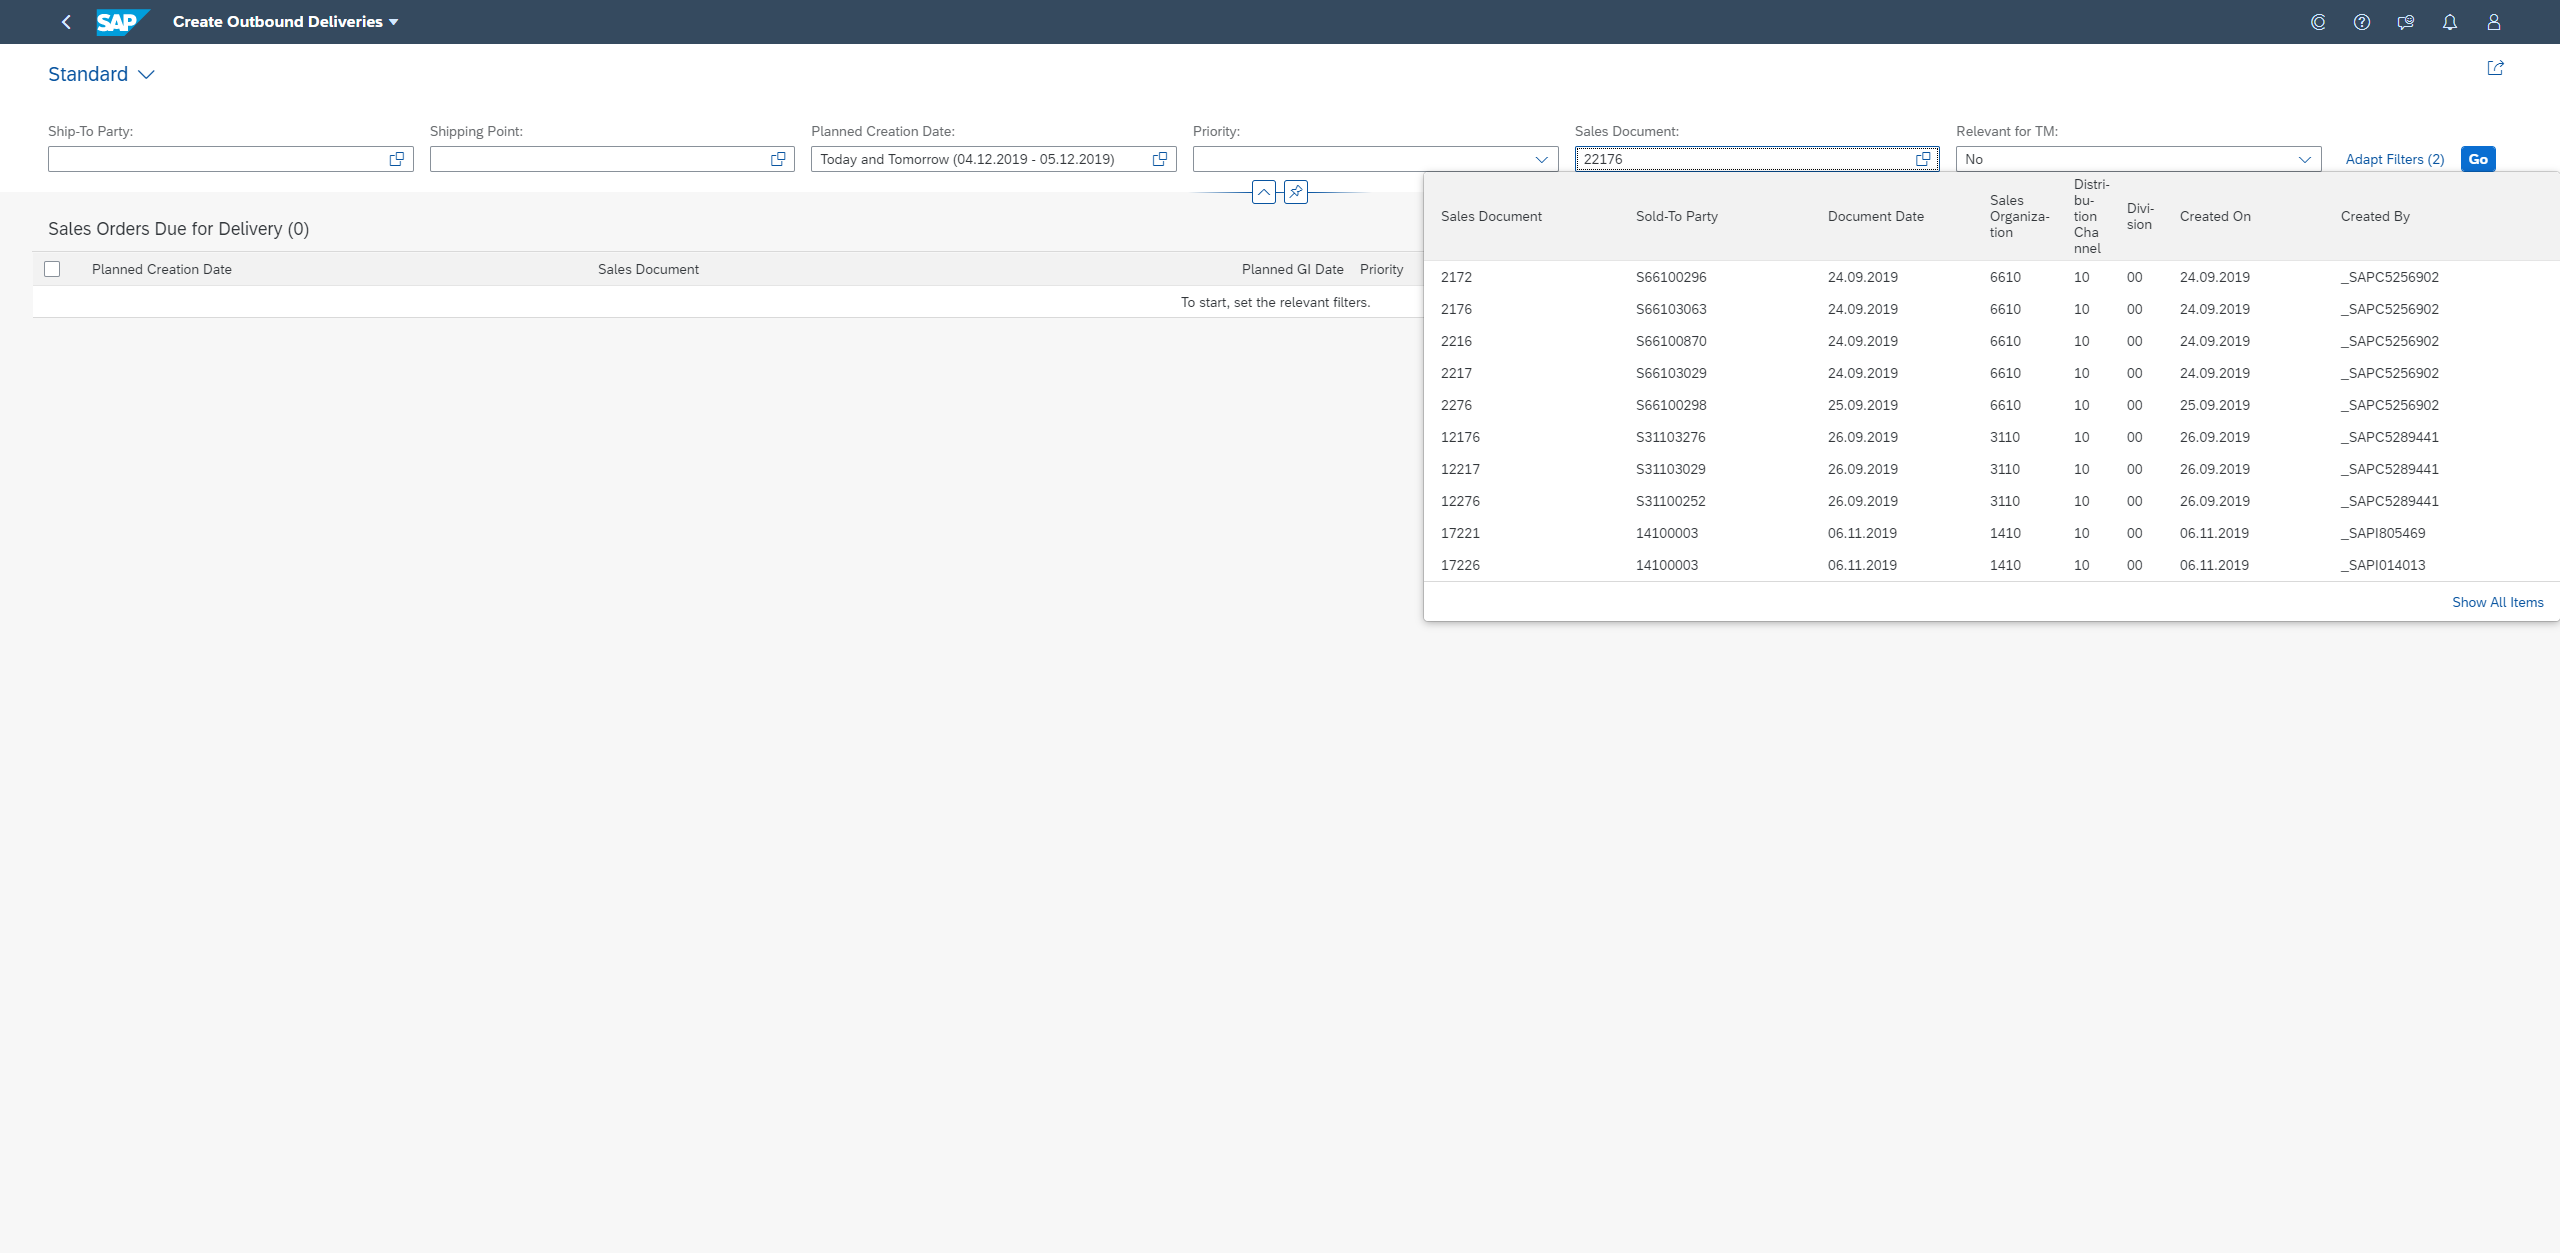 SAP Create Outbound Deliveries
Standard
Ship-To Party: Shipping Point: Planned Creation Date: Priority: Sales Document: Relevant for TM:
Today and Tomorrow (04.12.2019 - 05.12.2019) 22176 No Adapt Filters (2) Go
Sales Orders Due for Delivery (0)
Planned Creation Date Sales Document Planned GI Date Priority
To start, set the relevant filters.
Sales Document Sold-To Party Document Date Sales Organiza-tion Distri-bu-tion Cha nnel Divi-sion Created On Created By
2172 S66100296 24.09.2019 6610 10 00 24.09.2019 _SAPC5256902
2176 S66103063 24.09.2019 6610 10 00 24.09.2019 _SAPC5256902
2216 S66100870 24.09.2019 6610 10 00 24.09.2019 _SAPC5256902
2217 S66103029 24.09.2019 6610 10 00 24.09.2019 _SAPC5256902
2276 S66100298 25.09.2019 6610 10 00 25.09.2019 _SAPC5256902
12176 S31103276 26.09.2019 3110 10 00 26.09.2019 _SAPC5289441
12217 S31103029 26.09.2019 3110 10 00 26.09.2019 _SAPC5289441
12276 S31100252 26.09.2019 3110 10 00 26.09.2019 _SAPC5289441
17221 14100003 06.11.2019 1410 10 00 06.11.2019 _SAPI805469
17226 14100003 06.11.2019 1410 10 00 06.11.2019 _SAPI014013
Show All Items